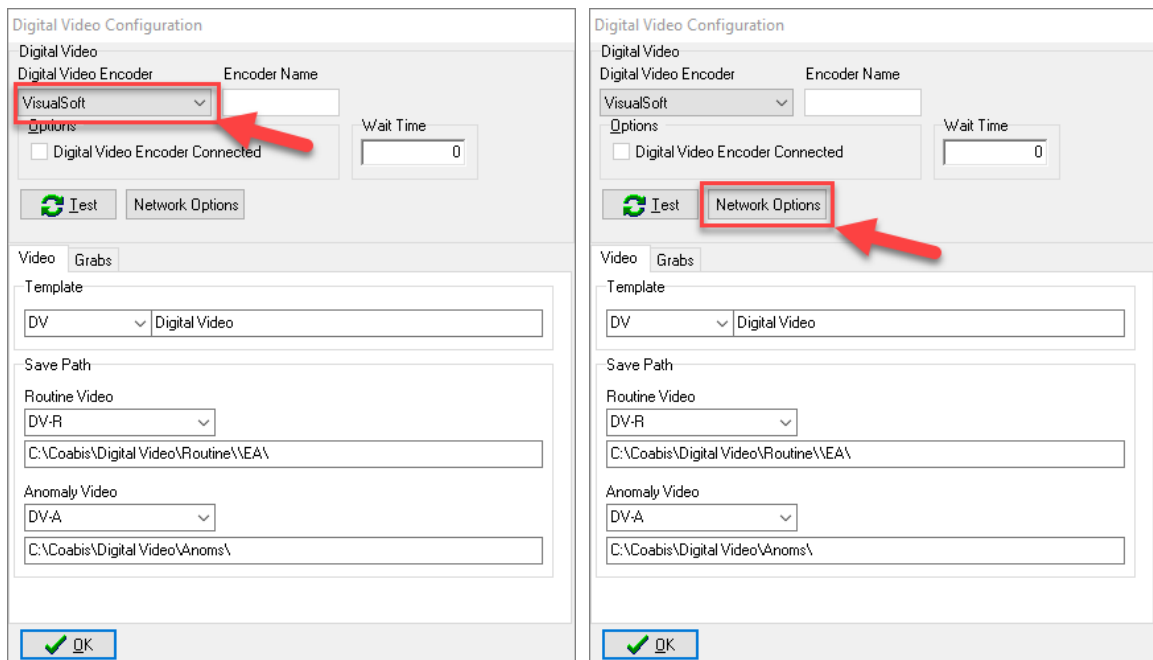 Digital Video Configuration
Digital Video
Digital Video Encoder Encoder Name
VisualSoft
Options Wait Time
Digital Video Encoder Connected 0
Test Network Options
Video Grabs
Template
DV Digital Video
Save Path
Routine Video
DV-R
C:\Coabis\Digital Video\Routine\\EA\
Anomaly Video
DV-A
C:\Coabis\Digital Video\Anoms\
OK
Digital Video Configuration
Digital Video
Digital Video Encoder Encoder Name
VisualSoft
Options Wait Time
Digital Video Encoder Connected 0
Test Network Options
Video Grabs
Template
DV Digital Video
Save Path
Routine Video
DV-R
C:\Coabis\Digital Video\Routine\\EA\
Anomaly Video
DV-A
C:\Coabis\Digital Video\Anoms\
OK